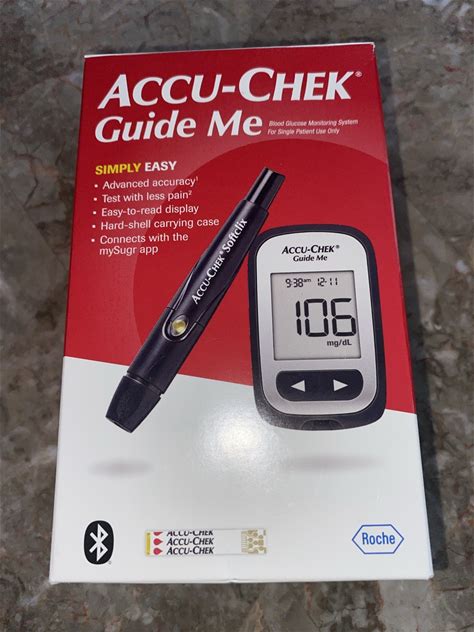 ACCU-CHEK®
Guide Me
Blood Glucose Monitoring System
For Single Patient Use Only
SIMPLY EASY
• Advanced accuracy¹
• Test with less pain²
• Easy-to-read display
• Hard-shell carrying case
• Connects with the
mySugr app
ACCU-CHEK® Softclix
ACCU-CHEK®
Guide Me
9:38am 12-11
106
mg/dL
ACCU-CHEK
ACCU-CHEK
ACCU-CHEK
Roche